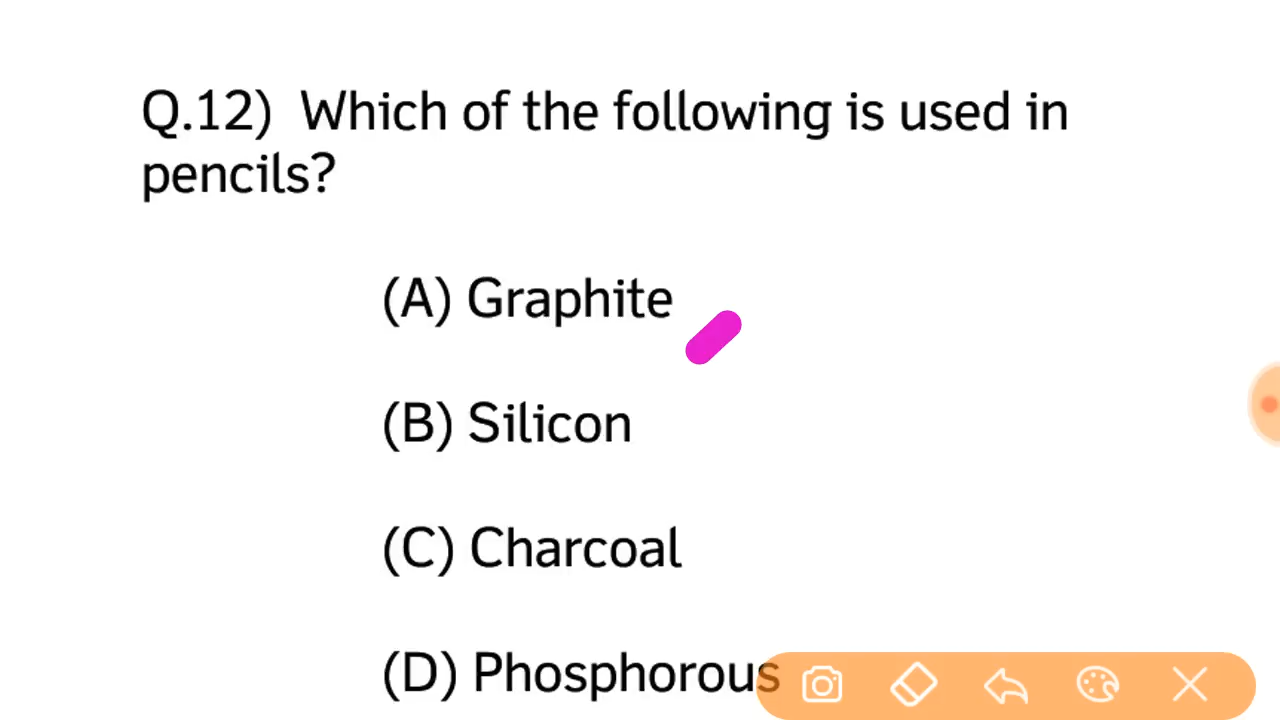 Q.12) Which of the following is used in
pencils?
(A) Graphite
(B) Silicon
(C) Charcoal
(D) Phosphorous